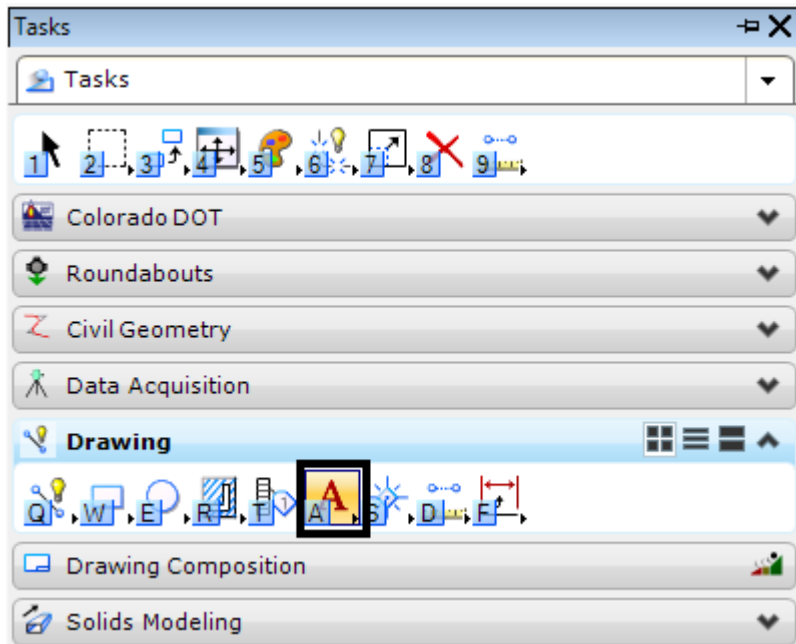 Tasks
Tasks
1 2 3 4 5 6 7 8 9
Colorado DOT
Roundabouts
Civil Geometry
Data Acquisition
Drawing
Q W E R T 1 A A S D F
Drawing Composition
Solids Modeling